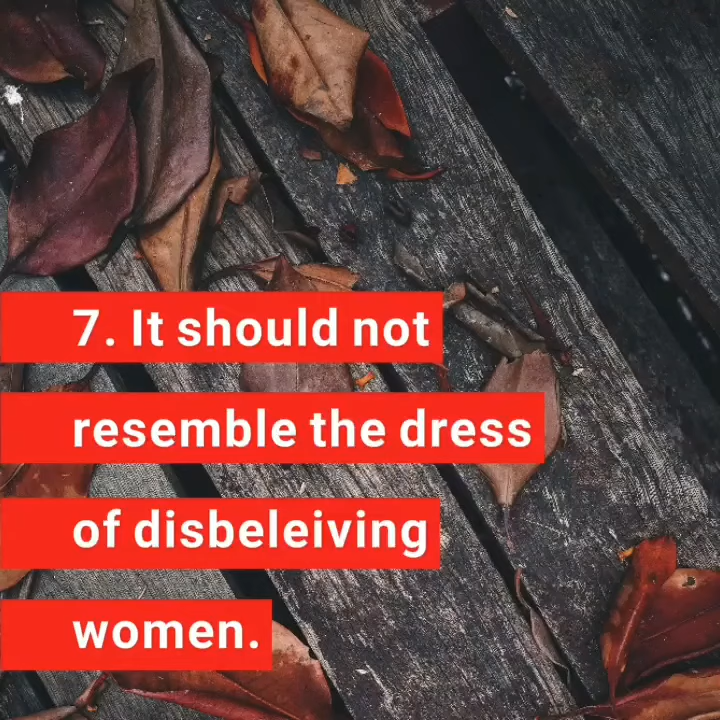 7. It should not
resemble the dress
of disbeleiving
women.